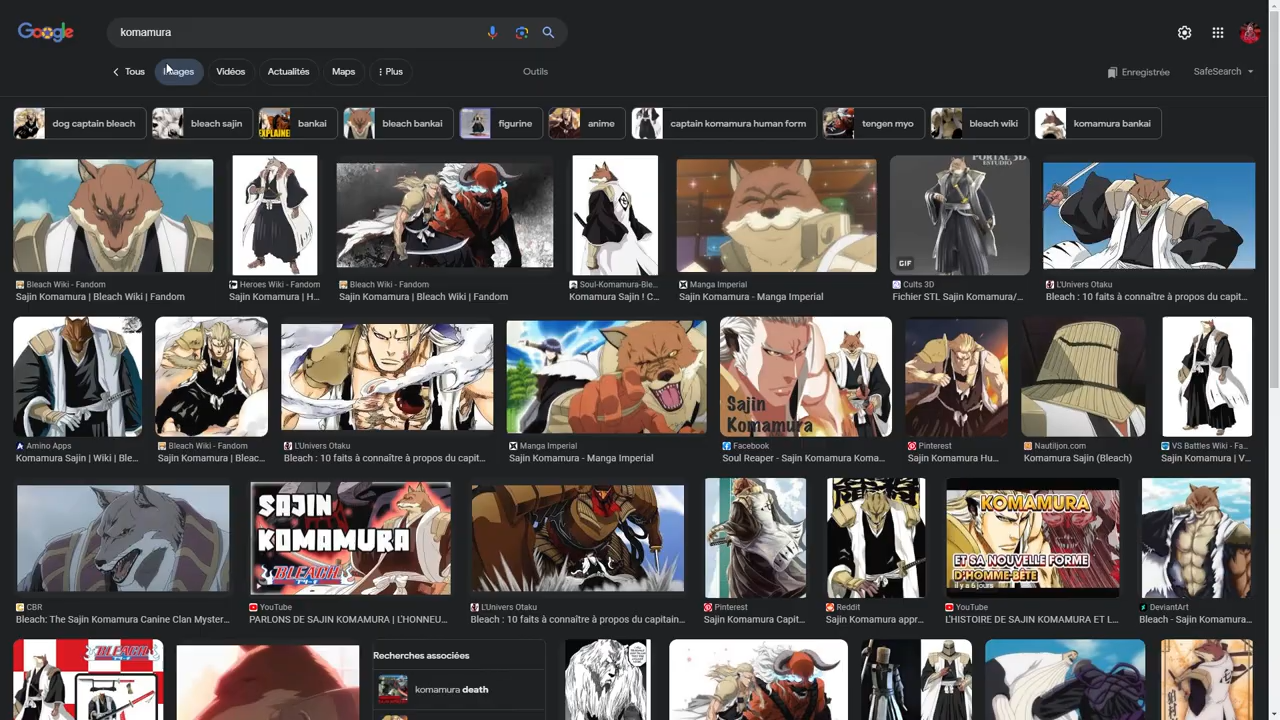 Google
komamura
Tous
Images
Vidéos
Actualités
Maps
Plus
Outils
Enregistrée
SafeSearch
dog captain bleach
bleach sajin
EXPLAINED
bankai
bleach bankai
figurine
anime
captain komamura human form
tengen myo
bleach wiki
komamura bankai
PORTAL 3D
ESTUDIO
GIF
Bleach Wiki - Fandom
Sajin Komamura | Bleach Wiki | Fandom
Heroes Wiki - Fandom
Sajin Komamura | H...
Bleach Wiki - Fandom
Sajin Komamura | Bleach Wiki | Fandom
Soul-Komamura-Ble...
Komamura Sajin ! C...
Manga Imperial
Sajin Komamura - Manga Imperial
Cults 3D
Fichier STL Sajin Komamura/...
L'Univers Otaku
Bleach : 10 faits à connaître à propos du capit...
Sajin
Komamura
Amino Apps
Komamura Sajin | Wiki | Ble...
Bleach Wiki - Fandom
Sajin Komamura | Bleac...
L'Univers Otaku
Bleach : 10 faits à connaître à propos du capit...
Manga Imperial
Sajin Komamura - Manga Imperial
Facebook
Soul Reaper - Sajin Komamura Koma...
Pinterest
Sajin Komamura Hu...
Nautiljon.com
Komamura Sajin (Bleach)
VS Battles Wiki - Fa...
Sajin Komamura | V...
SAJIN
KOMAMURA
BLEACH
KOMAMURA
ET SA NOUVELLE FORME
D'HOMME-BÊTE
il y a 6 jours
CBR
Bleach: The Sajin Komamura Canine Clan Myster...
YouTube
PARLONS DE SAJIN KOMAMURA | L'HONNEU...
L'Univers Otaku
Bleach : 10 faits à connaître à propos du capitain...
Pinterest
Sajin Komamura Capit...
Reddit
Sajin Komamura appr...
YouTube
L'HISTOIRE DE SAJIN KOMAMURA ET L...
DeviantArt
Bleach - Sajin Komamura...
BLEACH
Recherches associées
komamura death